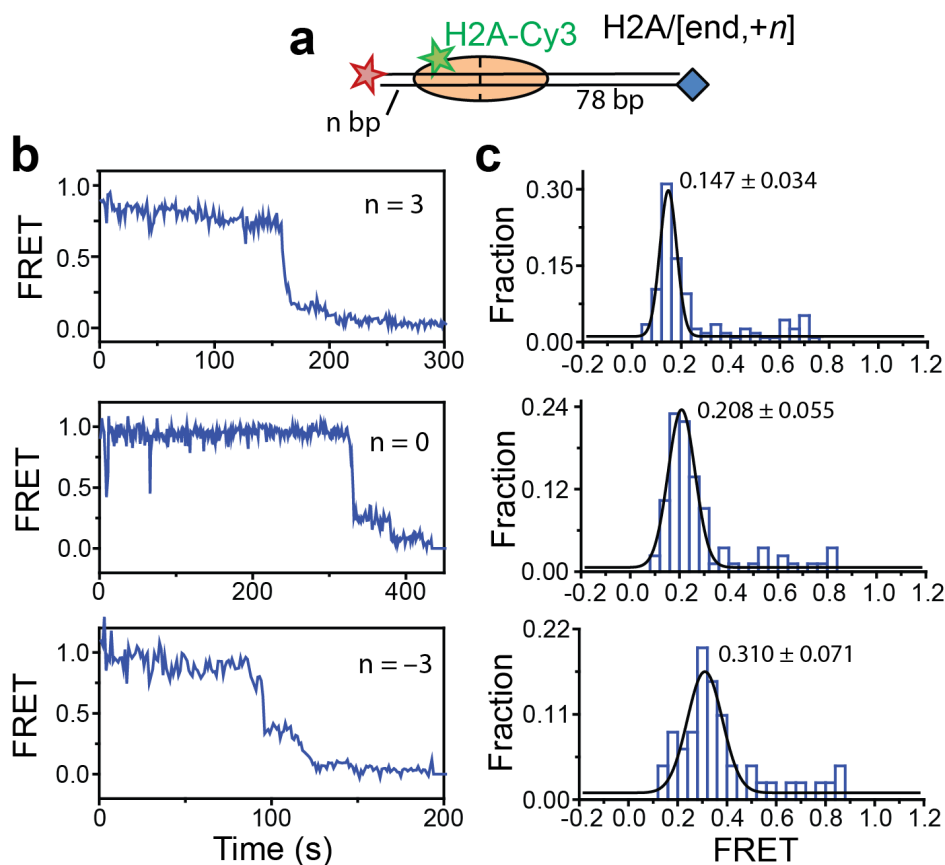 a
H2A-Cy3
H2A/[end,+n]
n bp
78 bp
b
c
FRET
1.0
0.5
0.0
n = 3
0
100
200
300
Fraction
0.30
0.15
0.00
0.147 ± 0.034
-0.2 0.0 0.2 0.4 0.6 0.8 1.0 1.2
FRET
1.0
0.5
0.0
n = 0
0
200
400
Fraction
0.24
0.12
0.00
0.208 ± 0.055
-0.2 0.0 0.2 0.4 0.6 0.8 1.0 1.2
FRET
1.0
0.5
0.0
n = –3
0
50
100
150
200
Time (s)
Fraction
0.22
0.11
0.00
0.310 ± 0.071
-0.2 0.0 0.2 0.4 0.6 0.8 1.0 1.2
FRET